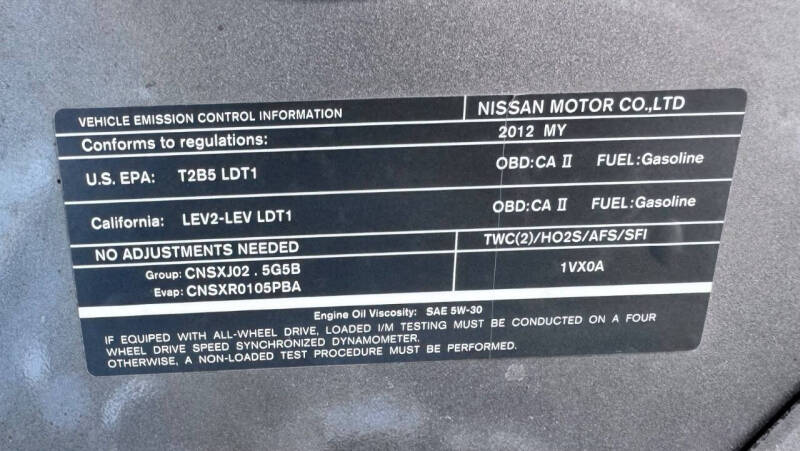 VEHICLE EMISSION CONTROL INFORMATION NISSAN MOTOR CO.,LTD
Conforms to regulations: 2012 MY
U.S. EPA: T2B5 LDT1 OBD:CA II FUEL:Gasoline
California: LEV2-LEV LDT1 OBD:CA II FUEL:Gasoline
NO ADJUSTMENTS NEEDED TWC(2)/HO2S/AFS/SFI
Group: CNSXJ02.5G5B 1VX0A
Evap: CNSXR0105PBA
Engine Oil Viscosity: SAE 5W-30
IF EQUIPED WITH ALL-WHEEL DRIVE, LOADED I/M TESTING MUST BE CONDUCTED ON A FOUR
WHEEL DRIVE SPEED SYNCHRONIZED DYNAMOMETER.
OTHERWISE, A NON-LOADED TEST PROCEDURE MUST BE PERFORMED.